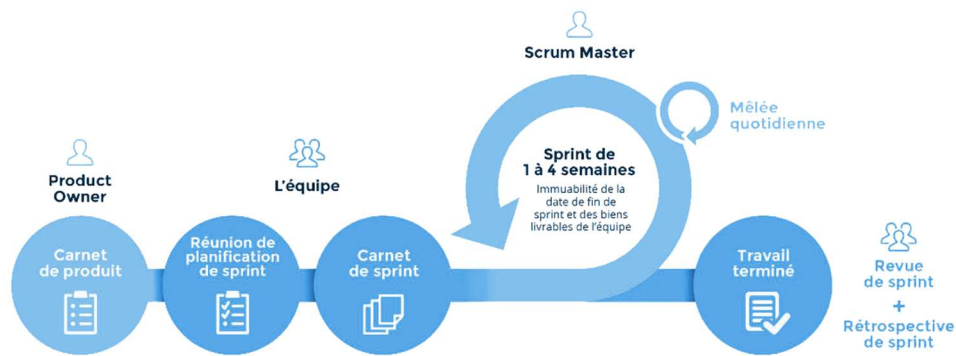 Scrum Master
Mêlée
quotidienne
Sprint de
1 à 4 semaines
Immuabilité de la
date de fin de
sprint et des biens
livrables de l'équipe
Product
Owner
L'équipe
Carnet
de produit
Réunion de
planification
de sprint
Carnet
de sprint
Travail
terminé
Revue
de sprint
+
Rétrospective
de sprint